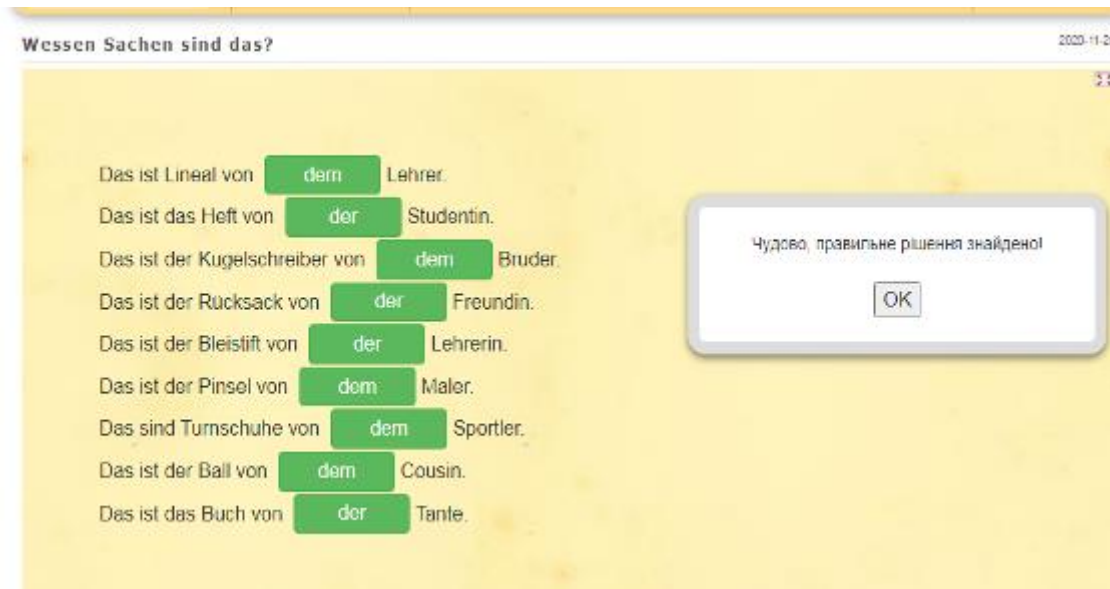 Wessen Sachen sind das?
2020-11-2
Das ist Lineal von dem Lehrer.
Das ist das Heft von der Studentin.
Das ist der Kugelschreiber von dem Bruder.
Das ist der Rücksack von der Freundin.
Das ist der Bleistift von der Lehrerin.
Das ist der Pinsel von dem Maler.
Das sind Turnschuhe von dem Sportler.
Das ist der Ball von dem Cousin.
Das ist das Buch von der Tante.
Чудово, правильне рішення знайдено!
OK